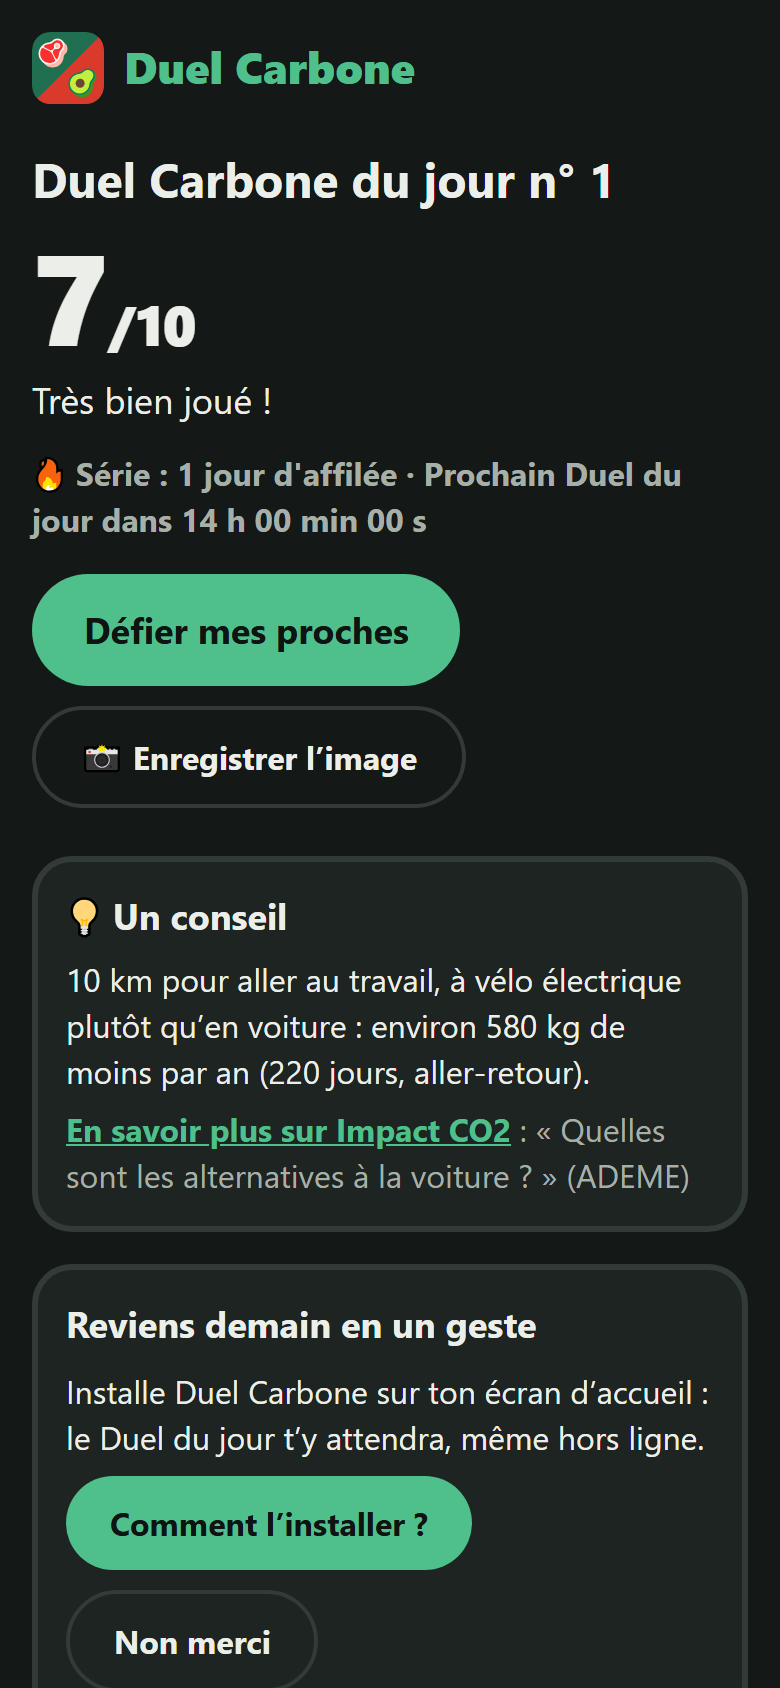 Duel Carbone
Duel Carbone du jour n° 1
7/10
Très bien joué !
🔥 Série : 1 jour d'affilée · Prochain Duel du
jour dans 14 h 00 min 00 s
Défier mes proches
📸 Enregistrer l’image
💡 Un conseil
10 km pour aller au travail, à vélo électrique
plutôt qu’en voiture : environ 580 kg de
moins par an (220 jours, aller-retour).
En savoir plus sur Impact CO2 : « Quelles
sont les alternatives à la voiture ? » (ADEME)
Reviens demain en un geste
Installe Duel Carbone sur ton écran d’accueil :
le Duel du jour t’y attendra, même hors ligne.
Comment l’installer ?
Non merci